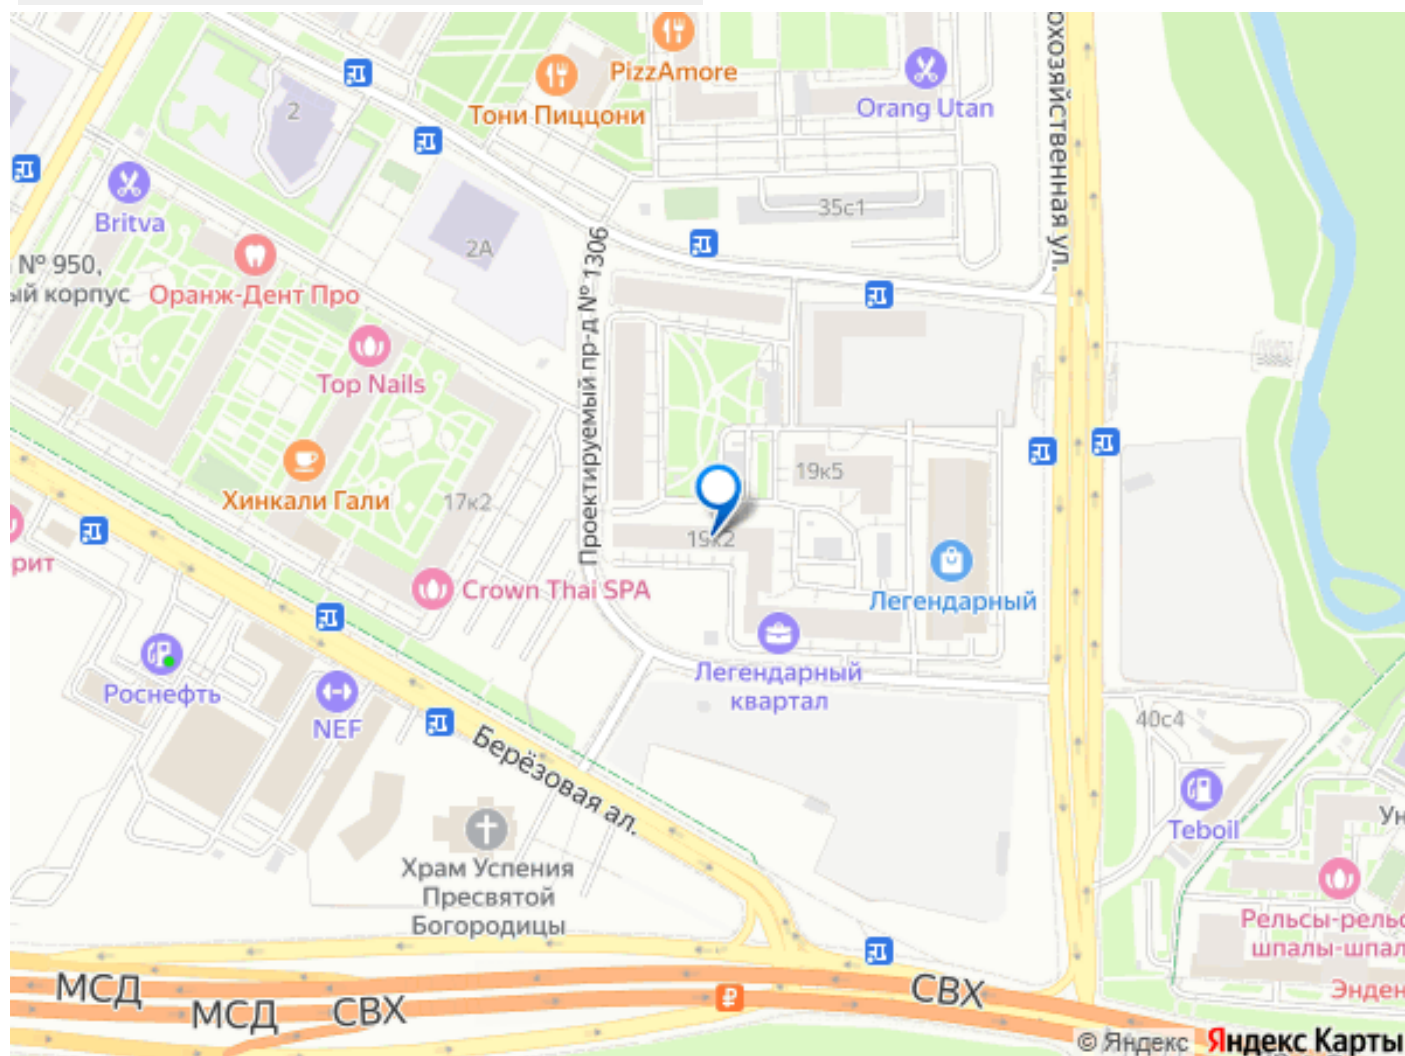 PizzAmore
Тони Пиццони
Orang Utan
охозяйственная ул.
2
Britva
35с1
2А
№ 950,
ый корпус
Оранж-Дент Про
Проектируемый пр-д № 1306
Top Nails
Хинкали Гали
17к2
19к5
19к2
рит
Crown Thai SPA
Легендарный
Роснефть
NEF
Легендарный
квартал
40с4
Берёзовая ал.
Teboil
Ун
Храм Успения
Пресвятой
Богородицы
Рельсы-рельс
шпалы-шпал
Энден
МСД
МСД
СВХ
СВХ
© Яндекс Яндекс Карты